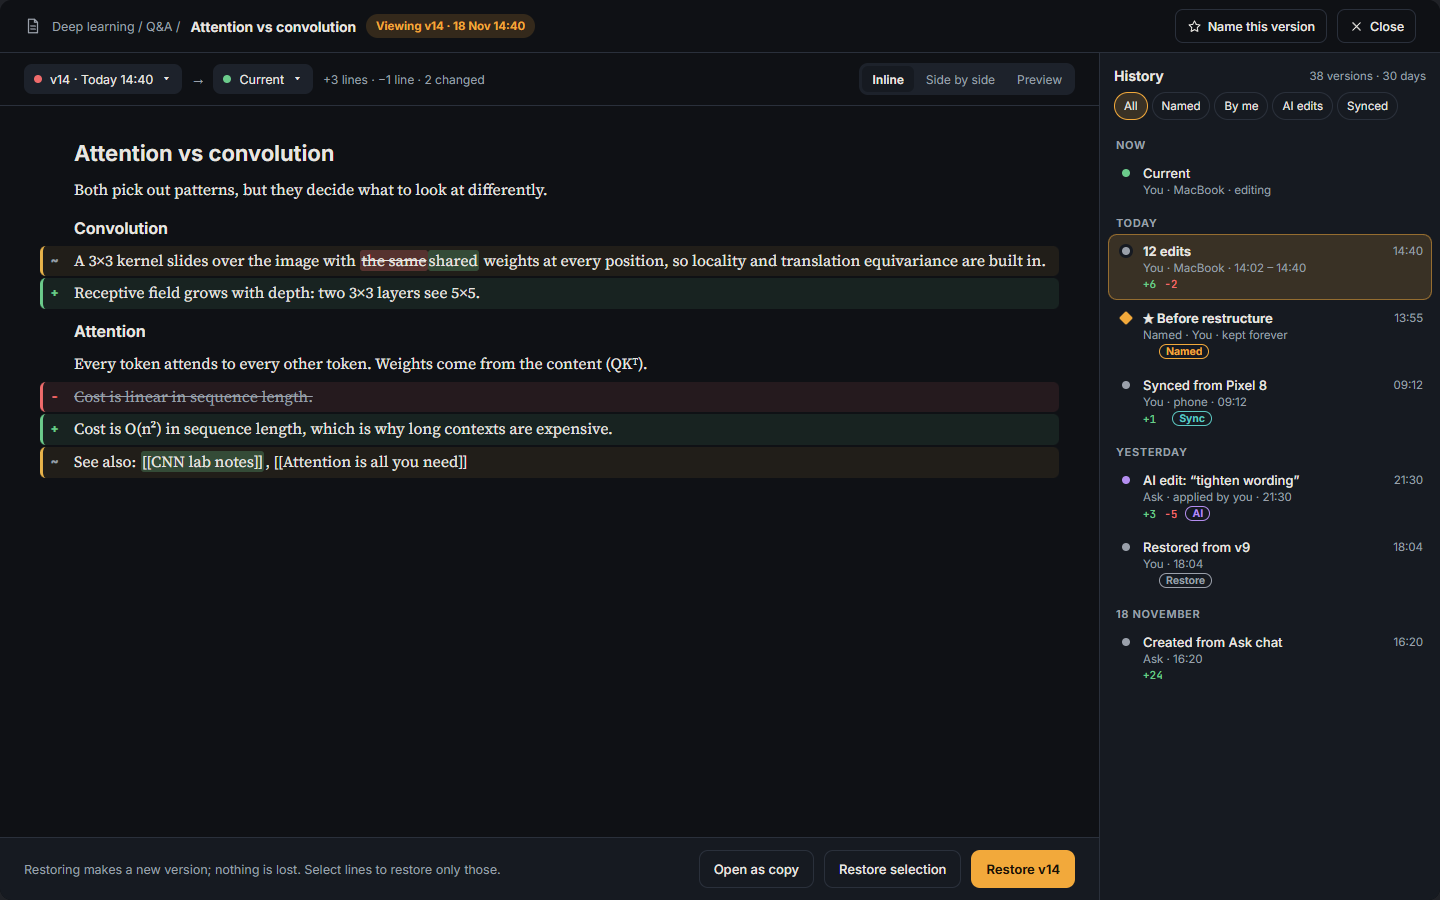 Deep learning / Q&A / Attention vs convolution Viewing v14 · 18 Nov 14:40 Name this version Close
v14 · Today 14:40 → Current +3 lines · −1 line · 2 changed Inline Side by side Preview
Attention vs convolution
Both pick out patterns, but they decide what to look at differently.
Convolution
~ A 3×3 kernel slides over the image with the same shared weights at every position, so locality and translation equivariance are built in.
+ Receptive field grows with depth: two 3×3 layers see 5×5.
Attention
Every token attends to every other token. Weights come from the content (QKᵀ).
- Cost is linear in sequence length.
+ Cost is O(n²) in sequence length, which is why long contexts are expensive.
~ See also: [[CNN lab notes]], [[Attention is all you need]]
Restoring makes a new version; nothing is lost. Select lines to restore only those. Open as copy Restore selection Restore v14
History 38 versions · 30 days
All Named By me AI edits Synced
NOW
Current
You · MacBook · editing
TODAY
12 edits 14:40
You · MacBook · 14:02 – 14:40
+6 -2
★ Before restructure 13:55
Named · You · kept forever
Named
Synced from Pixel 8 09:12
You · phone · 09:12
+1 Sync
YESTERDAY
AI edit: “tighten wording” 21:30
Ask · applied by you · 21:30
+3 -5 AI
Restored from v9 18:04
You · 18:04
Restore
18 NOVEMBER
Created from Ask chat 16:20
Ask · 16:20
+24